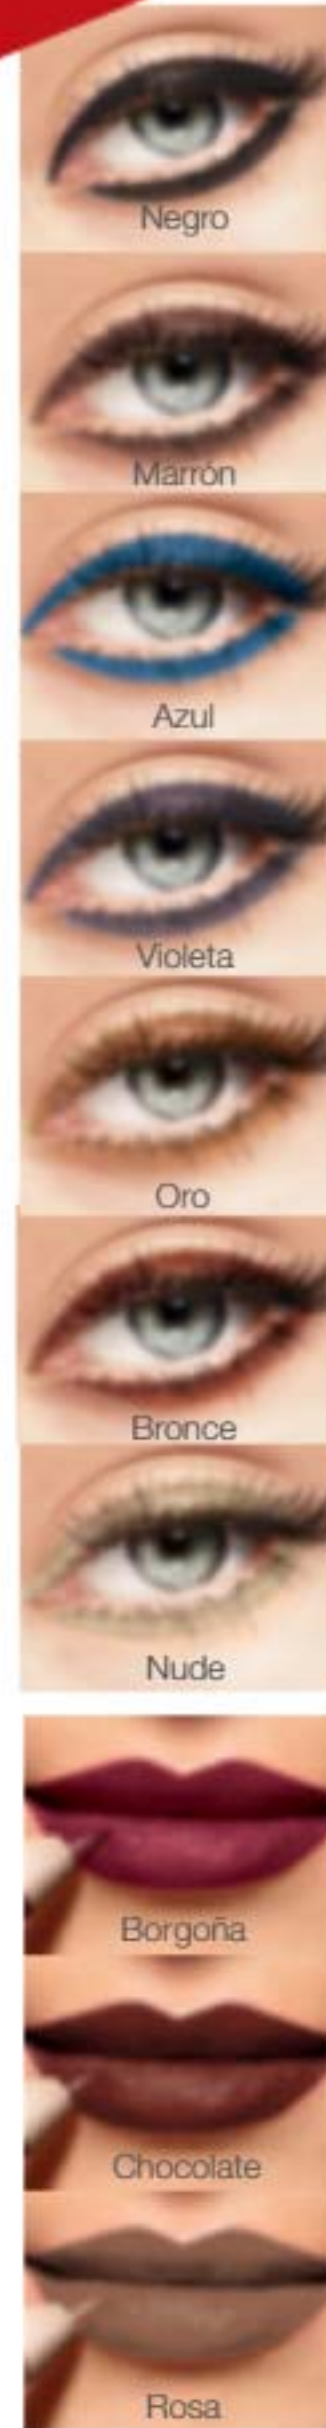 Negro
Marrón
Azul
Violeta
Oro
Bronce
Nude
Borgoña
Chocolate
Rosa